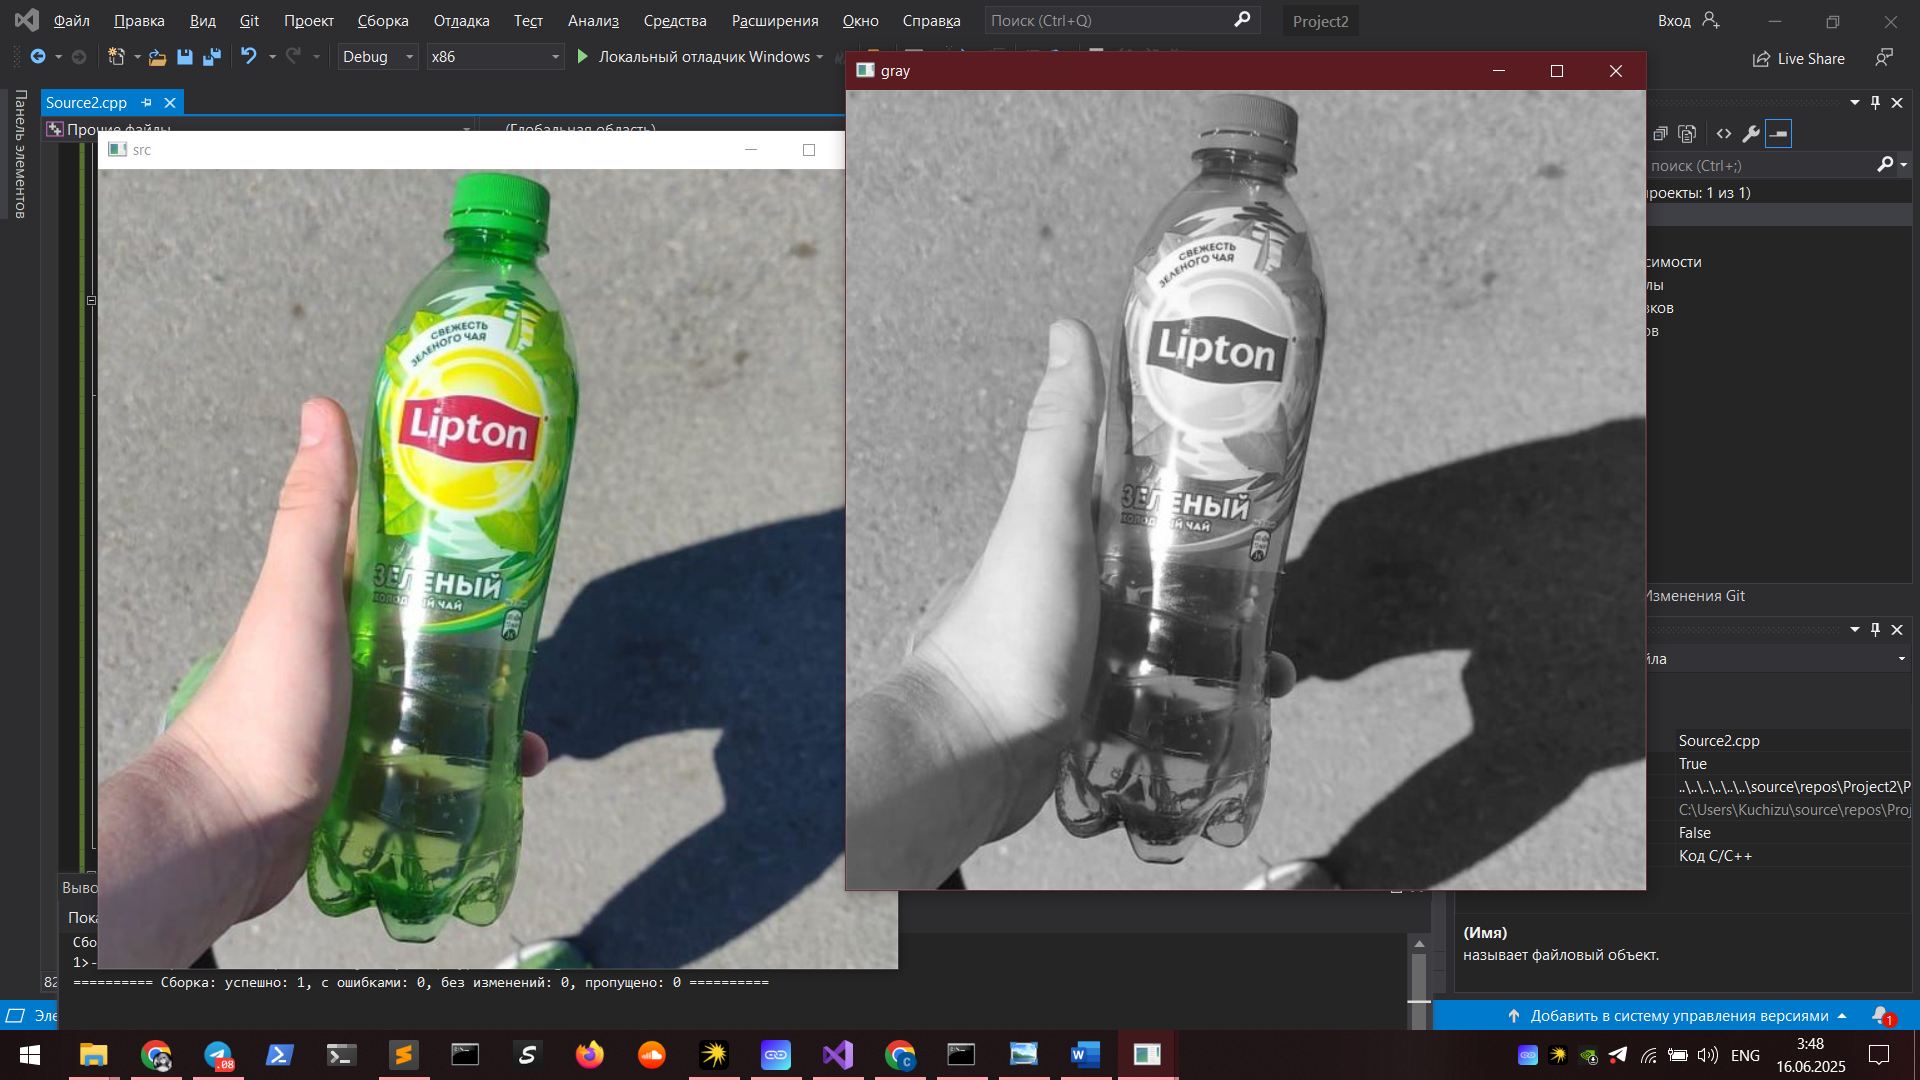 Файл Правка Вид Git Проект Сборка Отладка Тест Анализ Средства Расширения Окно Справка Поиск (Ctrl+Q) Project2 Вход
Debug x86 Локальный отладчик Windows Live Share
gray
Панель элементов
Source2.cpp
Прочие файлы (Глобальная область)
src
СВЕЖЕСТЬ
ЗЕЛЕНОГО ЧАЯ
Lipton
ЗЕЛЕНЫЙ
ХОЛОДНЫЙ ЧАЙ
СВЕЖЕСТЬ
ЗЕЛЕНОГО ЧАЯ
Lipton
ЗЕЛЕНЫЙ
ХОЛОДНЫЙ ЧАЙ
поиск (Ctrl+;)
проекты: 1 из 1)
симости
лы
ков
ов
Изменения Git
йла
Source2.cpp
True
..\..\..\..\..\..\source\repos\Project2\P
C:\Users\Kuchizu\source\repos\Proj
False
Код C/C++
(Имя)
называет файловый объект.
Выво
Пока
Сбо
1>-
========== Сборка: успешно: 1, с ошибками: 0, без изменений: 0, пропущено: 0 ==========
82
Эле
Добавить в систему управления версиями
1
.08
ENG
3:48
16.06.2025